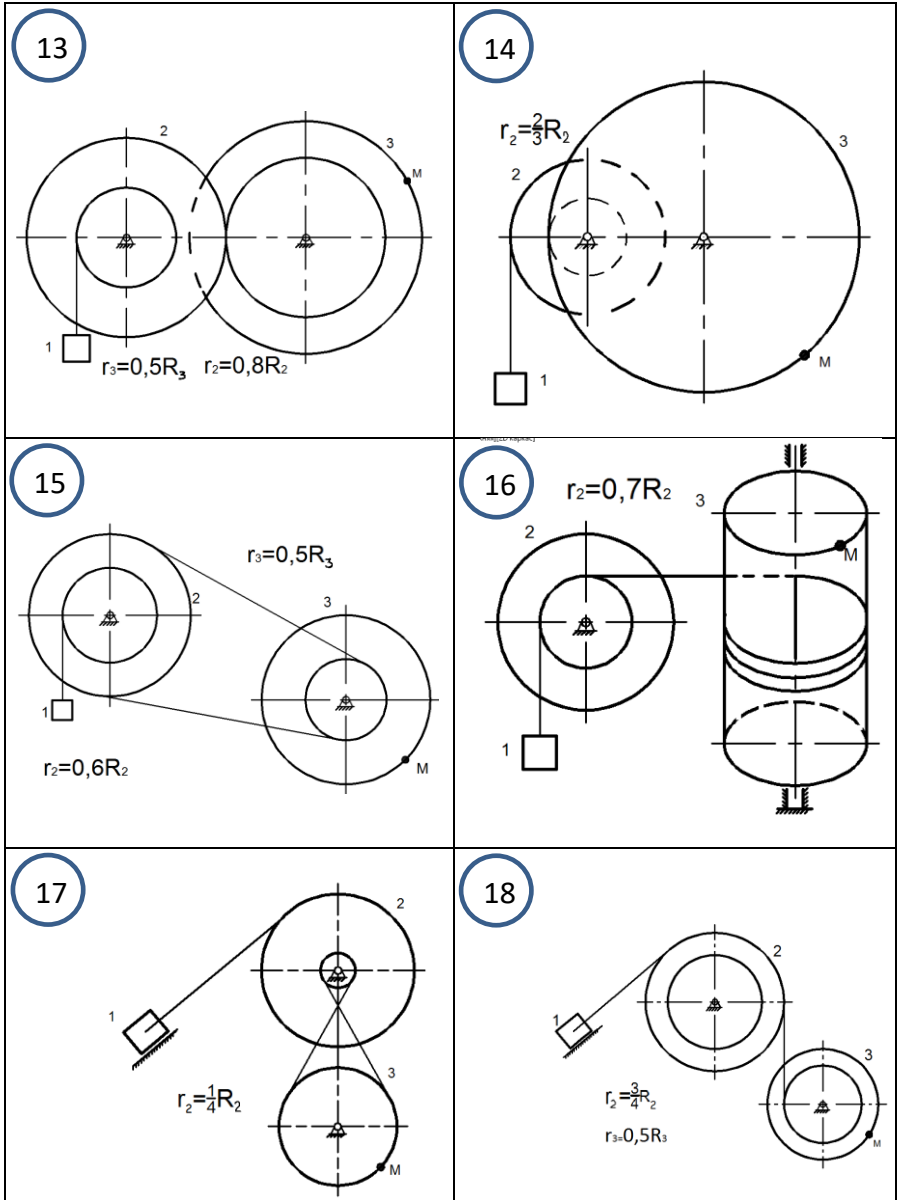 13
2
3
M
1
r₃=0,5R₃ r₂=0,8R₂
14
r₂=⅔R₂
3
2
M
1
15
r₃=0,5R₃
2
3
1
M
r₂=0,6R₂
16
r₂=0,7R₂
3
2
M
1
17
2
1
3
r₂=¼R₂
M
18
2
1
3
r₂=¾R₂
r₃=0,5R₃
M